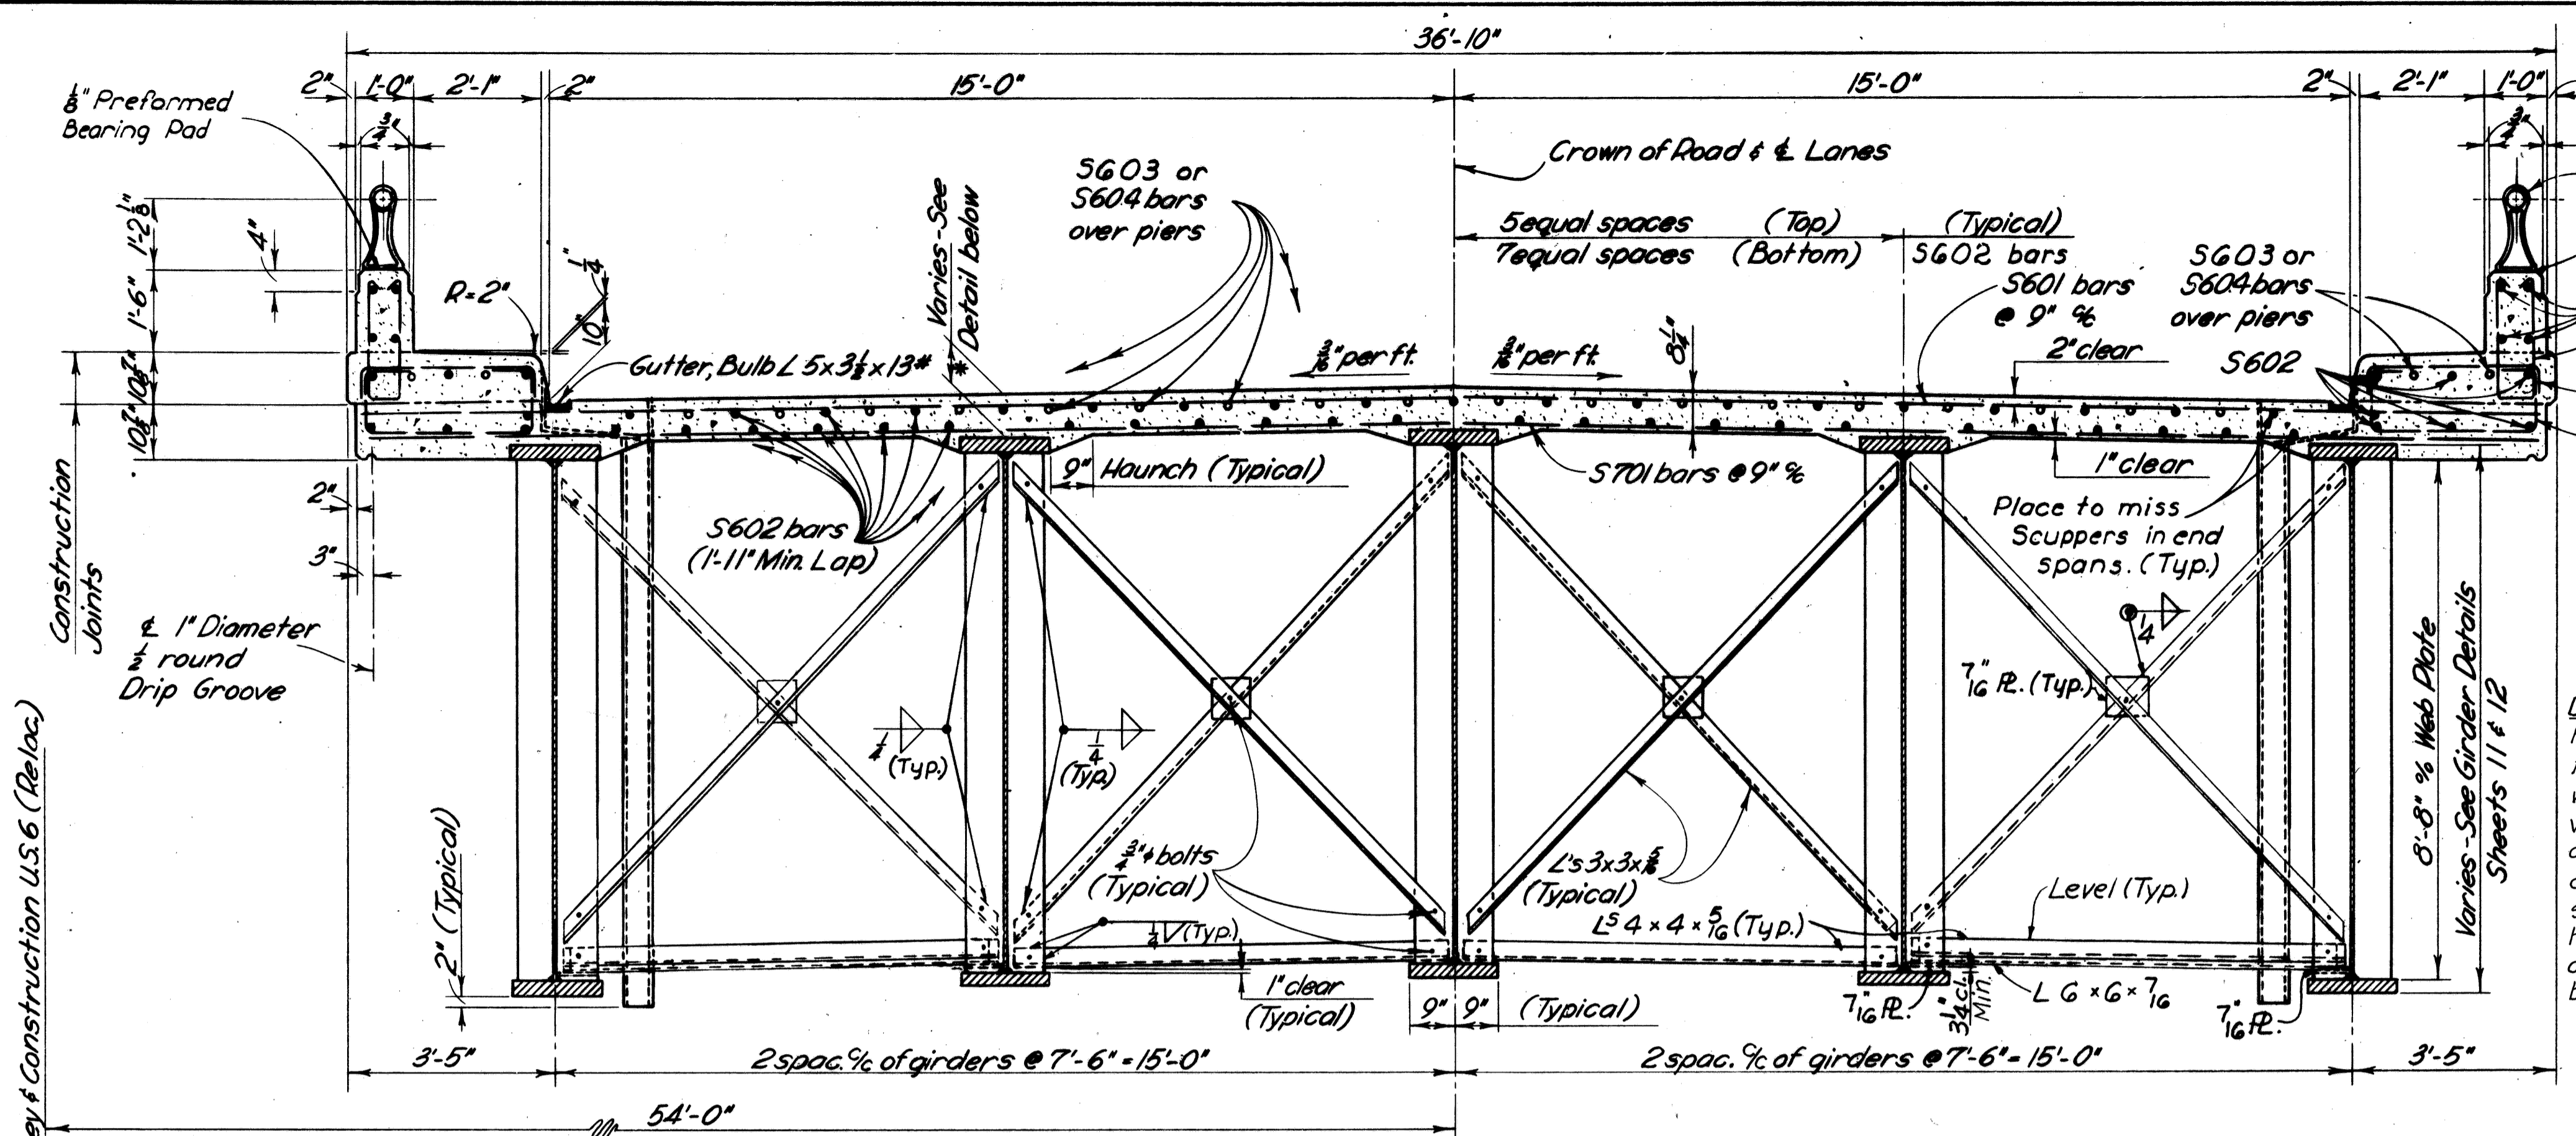 36'-10"
2" 1'-0" 2'-1" 2" 15'-0" 15'-0" 2" 2'-1" 1'-0"
1/8" Preformed
Bearing Pad
3/4"
3/4"
Crown of Road & ℄ Lanes
S603 or
S604 bars
over piers
Varies-See
Detail below
*
5 equal spaces (Top) (Typical)
7 equal spaces (Bottom) S602 bars
S601 bars
@ 9" c/c
S603 or
S604 bars
over piers
1'-2 1/8"
4"
1'-6"
10 7/8"
10 7/8"
R=2"
1/4"
10"
Gutter, Bulb L 5x3½x13#
3/16" per ft.
3/16" per ft.
8 1/4"
2" clear
S602
Construction
Joints
2"
3"
9" Haunch (Typical)
S701 bars @ 9" c/c
1" clear
S602 bars
(1'-11" Min. Lap)
Place to miss
Scuppers in end
spans. (Typ.)
℄ 1" Diameter
1/2 round
Drip Groove
1/4
(Typ.)
1/4
(Typ.)
1/4
7/16" PL. (Typ.)
8'-8" % Web Plate
Varies-See Girder Details
Sheets 11 & 12
3/4"ϕ bolts
(Typical)
L's 3x3x5/16
(Typical)
Ls 4 x 4 x 5/16 (Typ.)
Level (Typ.)
1/4 V (Typ.)
2" (Typical)
1" clear
(Typical)
9" 9" (Typical)
7/16" PL.
3/4" cl.
Min.
L 6 x 6 x 7/16
7/16" PL.
3'-5" 2 spac. c/c of girders @ 7'-6" = 15'-0" 2 spac. c/c of girders @ 7'-6" = 15'-0" 3'-5"
54'-0"
& Construction U.S. 6 (Reloc.)